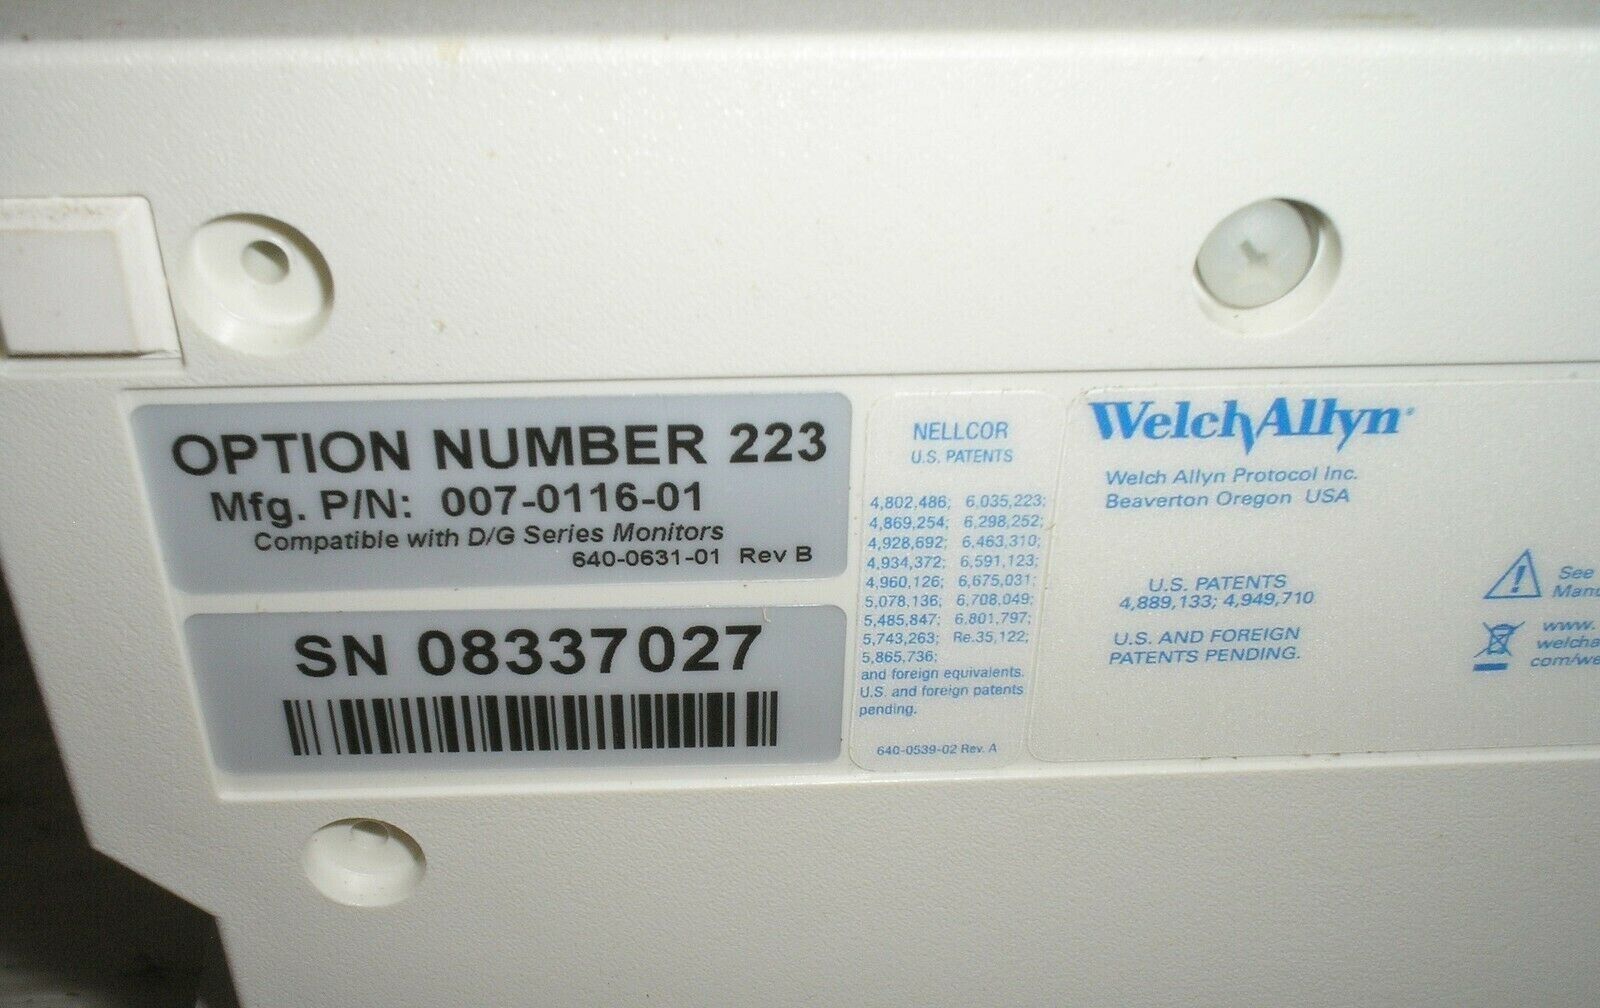 OPTION NUMBER 223
Mfg. P/N: 007-0116-01
Compatible with D/G Series Monitors
640-0631-01 Rev B
SN 08337027
NELLCOR
U.S. PATENTS
4,802,486; 6,035,223;
4,869,254; 6,298,252;
4,928,692; 6,463,310;
4,934,372; 6,591,123;
4,960,126; 6,675,031;
5,078,136; 6,708,049;
5,485,847; 6,801,797;
5,743,263; Re.35,122;
5,865,736;
and foreign equivalents.
U.S. and foreign patents
pending.
640-0539-02 Rev. A
WelchAllyn®
Welch Allyn Protocol Inc.
Beaverton Oregon USA
U.S. PATENTS
4,889,133; 4,949,710
U.S. AND FOREIGN
PATENTS PENDING.
See
Manu
www.
welcha
com/we